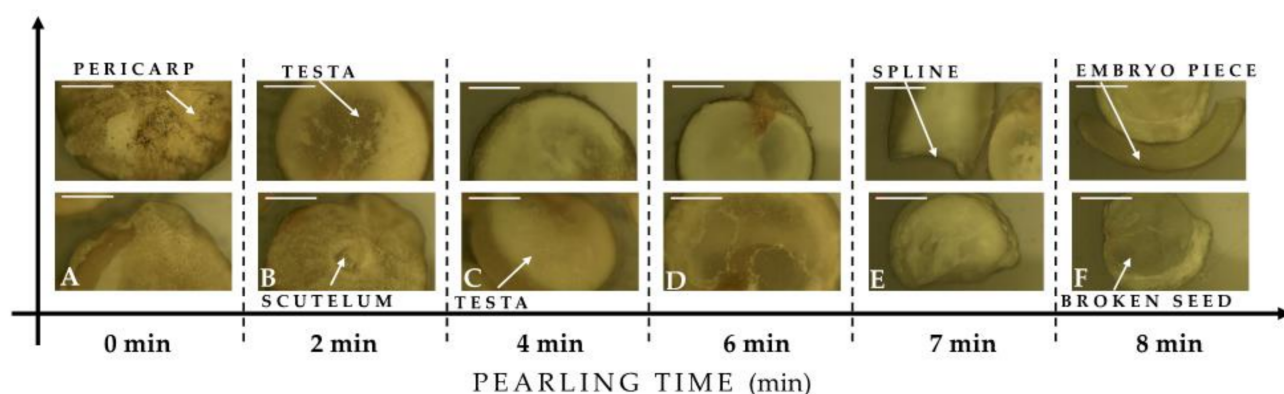 PERICARP
TESTA
SPLINE
EMBRYO PIECE
A
B
C
D
E
F
SCUTELUM
TESTA
BROKEN SEED
0 min
2 min
4 min
6 min
7 min
8 min
PEARLING TIME (min)